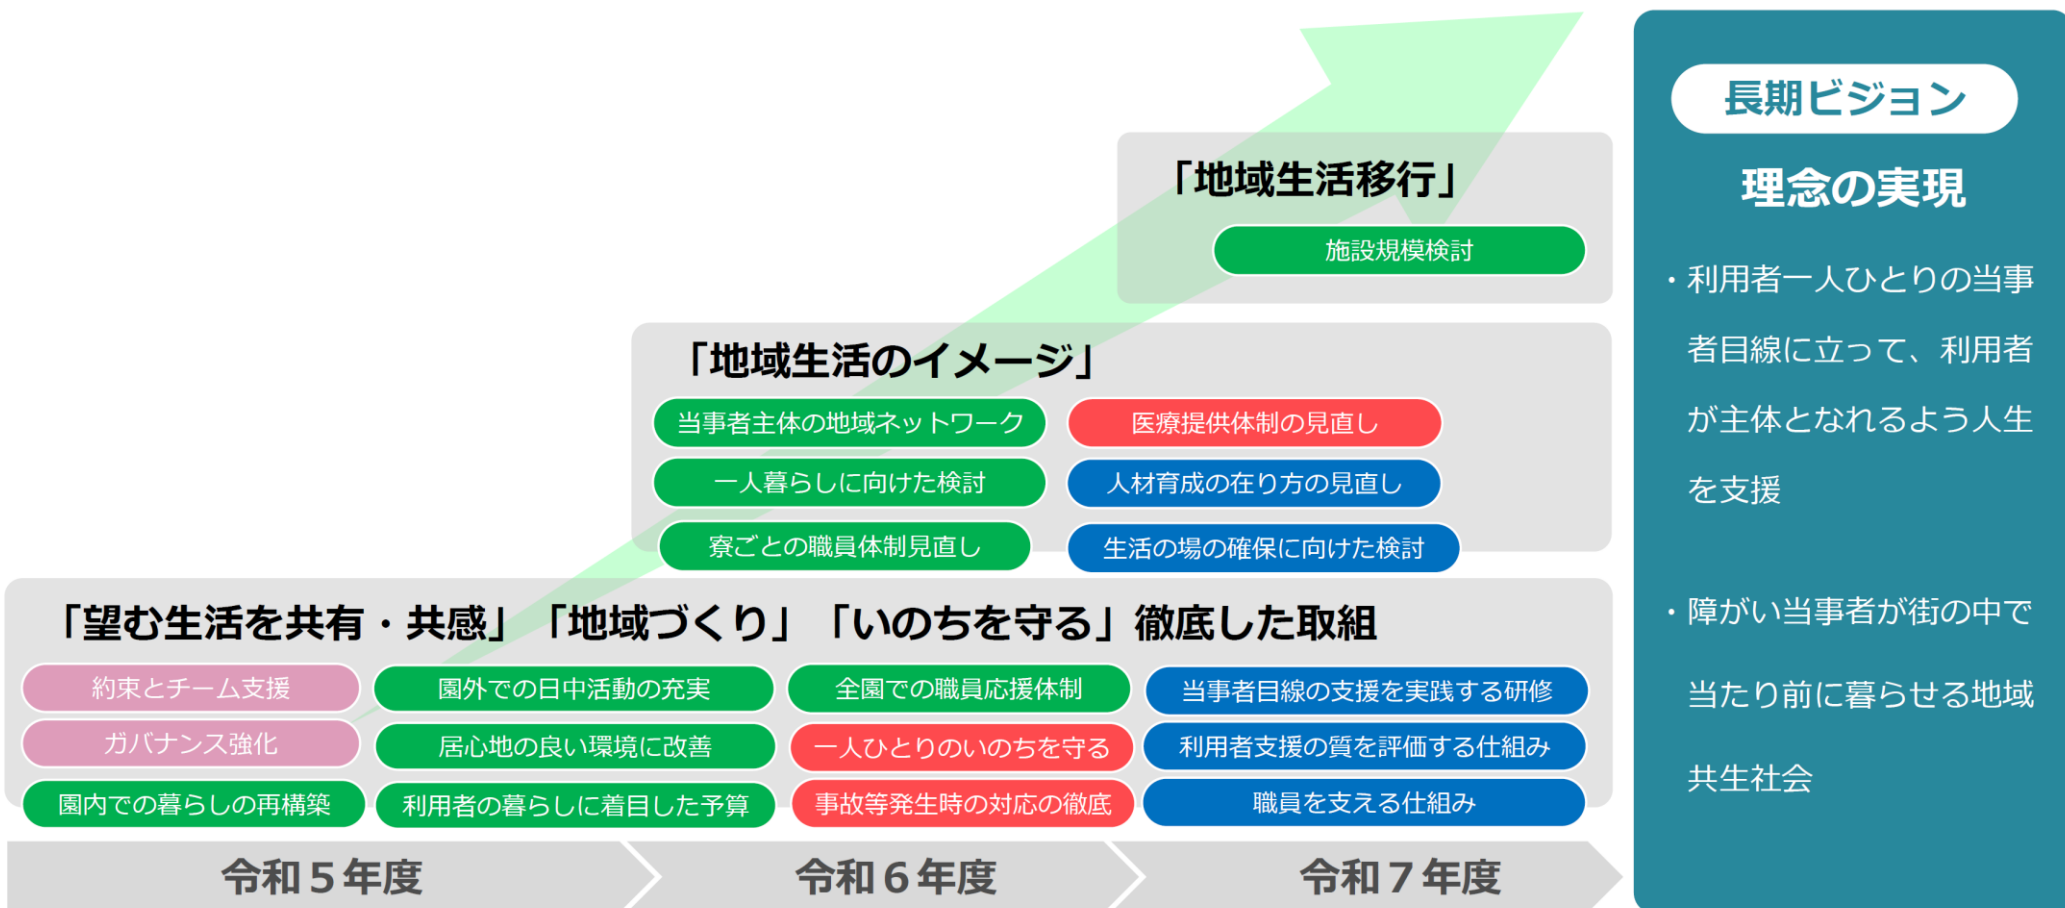 「地域生活移行」
施設規模検討
「地域生活のイメージ」
当事者主体の地域ネットワーク
医療提供体制の見直し
一人暮らしに向けた検討
人材育成の在り方の見直し
寮ごとの職員体制見直し
生活の場の確保に向けた検討
「望む生活を共有・共感」「地域づくり」「いのちを守る」徹底した取組
約束とチーム支援
園外での日中活動の充実
全園での職員応援体制
当事者目線の支援を実践する研修
ガバナンス強化
居心地の良い環境に改善
一人ひとりのいのちを守る
利用者支援の質を評価する仕組み
園内での暮らしの再構築
利用者の暮らしに着目した予算
事故等発生時の対応の徹底
職員を支える仕組み
令和５年度
令和６年度
令和７年度
長期ビジョン
理念の実現
・利用者一人ひとりの当事
者目線に立って、利用者
が主体となれるよう人生
を支援
・障がい当事者が街の中で
当たり前に暮らせる地域
共生社会